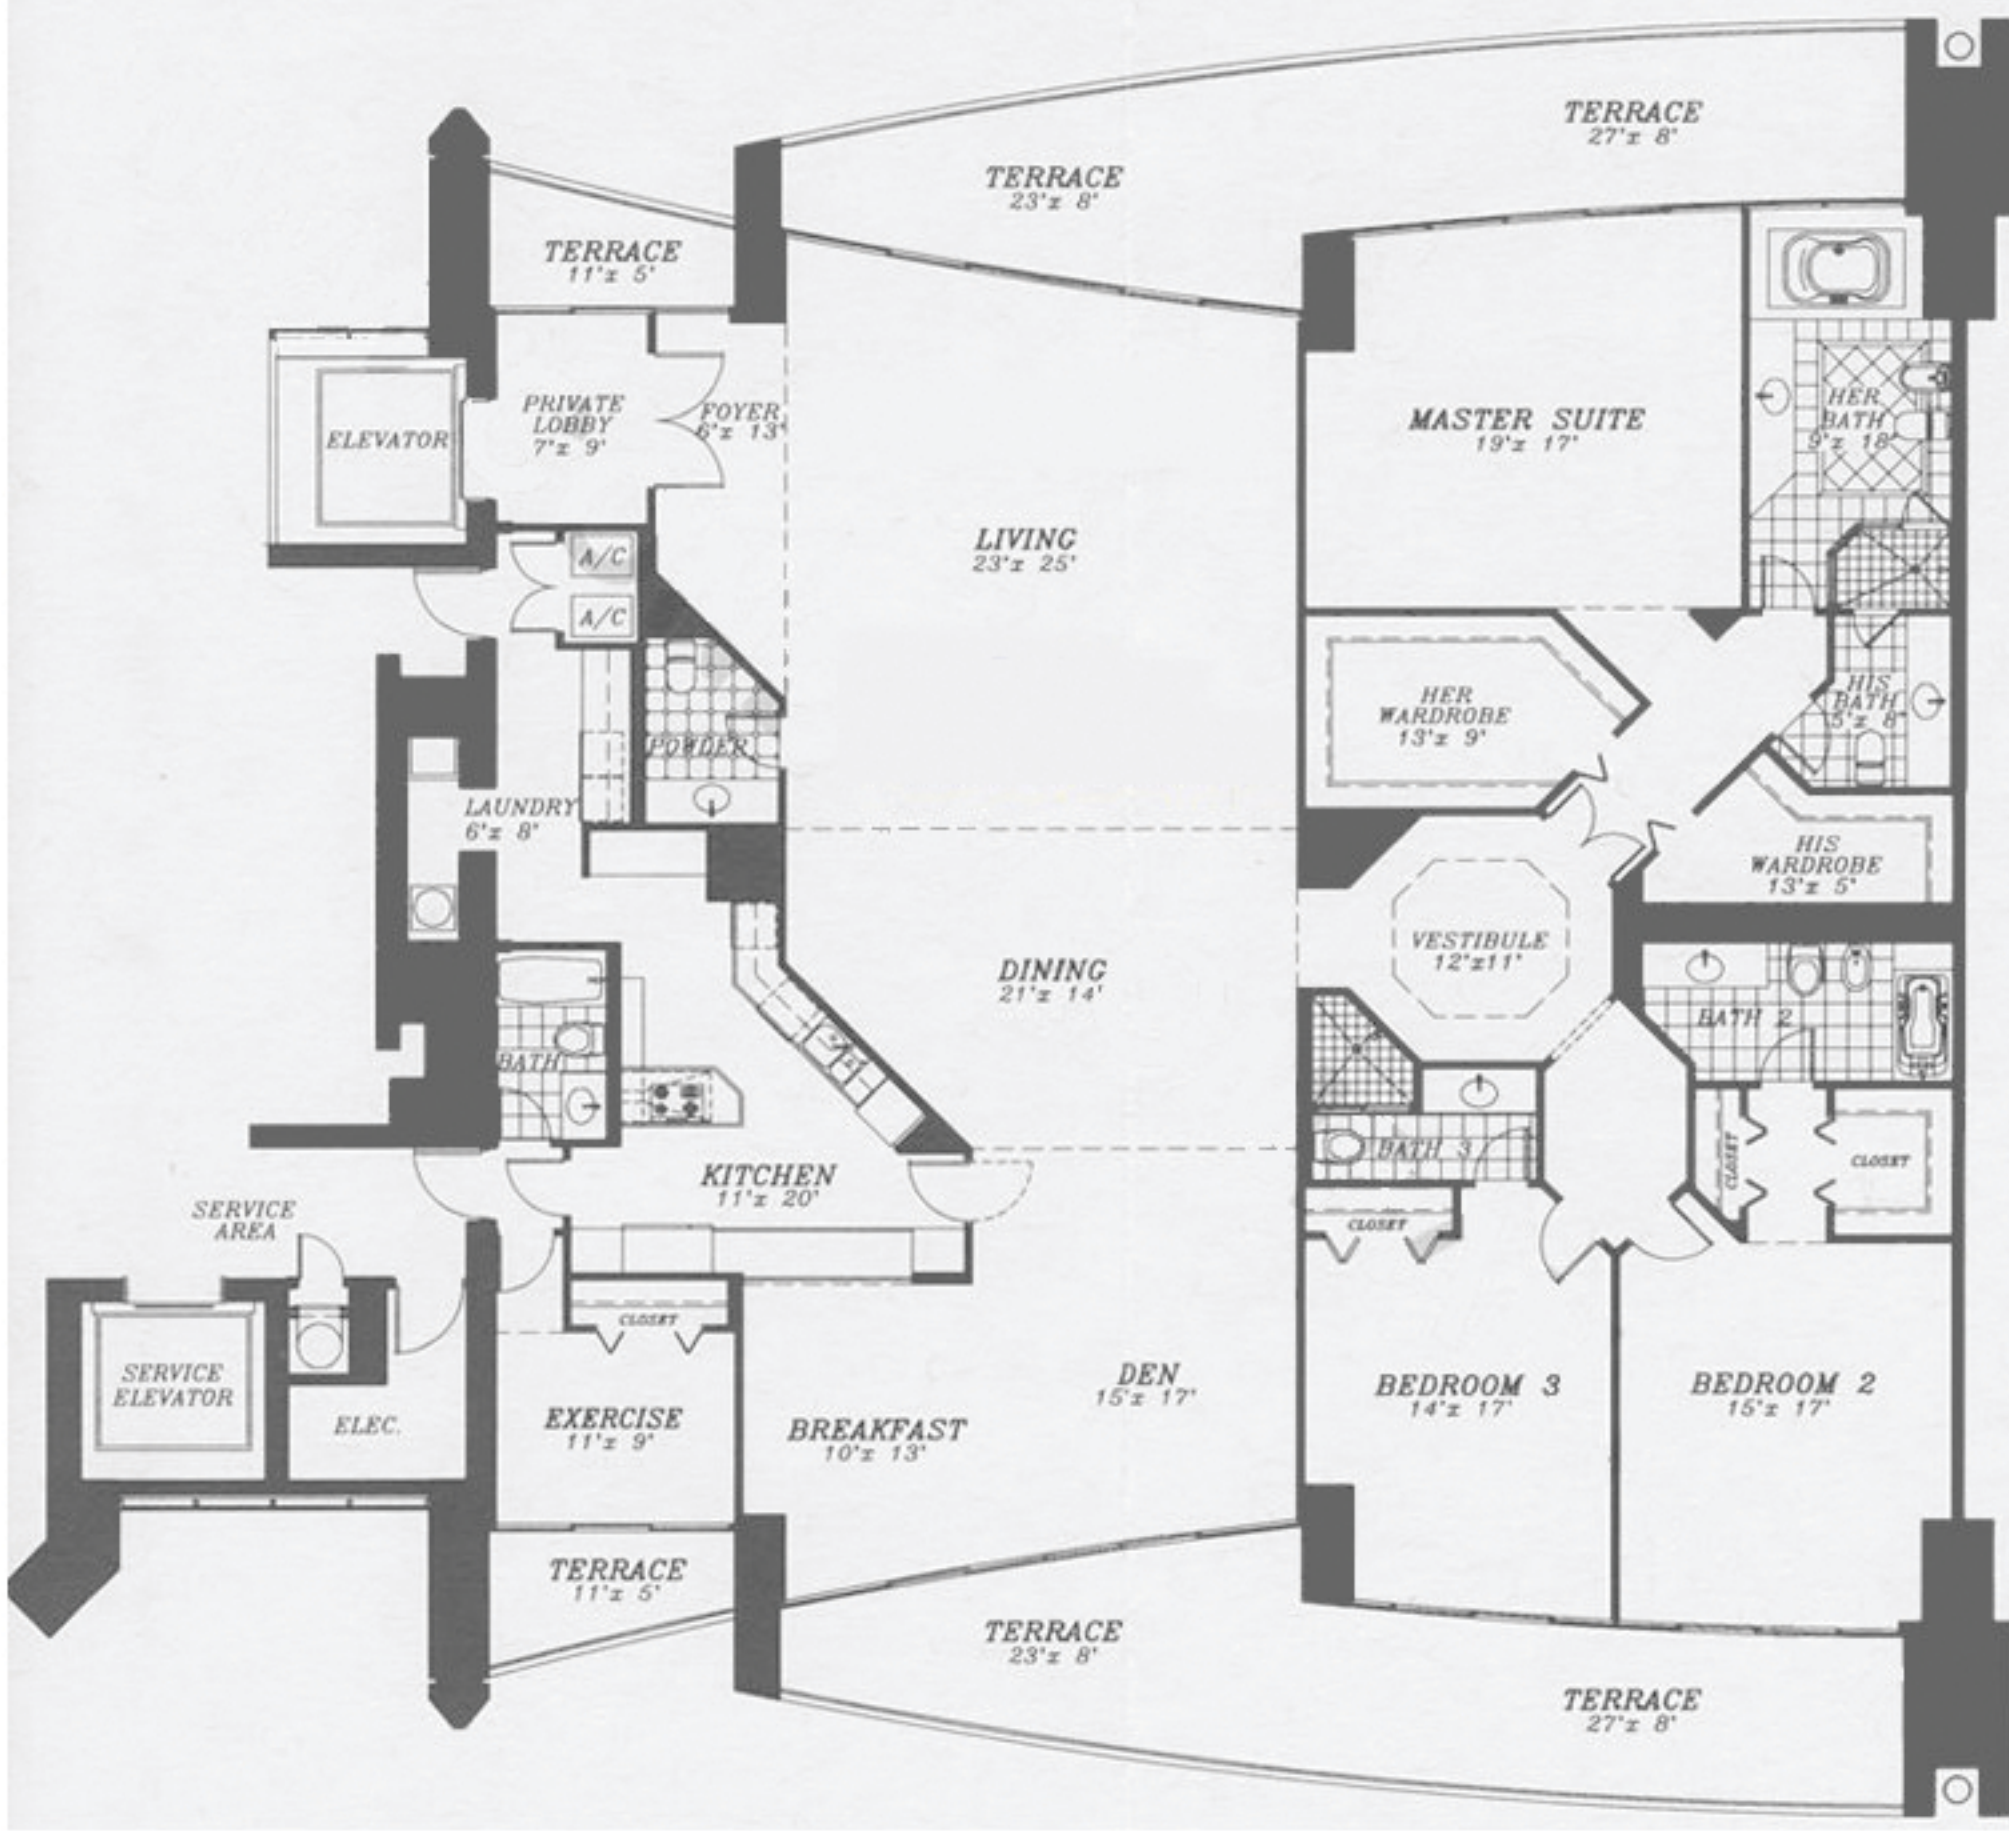 TERRACE
27'x 8'
TERRACE
23'x 8'
TERRACE
11'x 5'
PRIVATE
LOBBY
7'x 9'
FOYER
6'x 13'
ELEVATOR
MASTER SUITE
19'x 17'
HER
BATH
9'x 18'
LIVING
23'x 25'
A/C
A/C
HER
WARDROBE
13'x 9'
HIS
BATH
5'x 8'
POWDER
LAUNDRY
6'x 8'
HIS
WARDROBE
13'x 5'
VESTIBULE
12'x11'
DINING
21'x 14'
BATH 2
BATH
BATH 3
CLOSET
CLOSET
KITCHEN
11'x 20'
SERVICE
AREA
CLOSET
CLOSET
SERVICE
ELEVATOR
ELEC.
EXERCISE
11'x 9'
BREAKFAST
10'x 13'
DEN
15'x 17'
BEDROOM 3
14'x 17'
BEDROOM 2
15'x 17'
TERRACE
11'x 5'
TERRACE
23'x 8'
TERRACE
27'x 8'